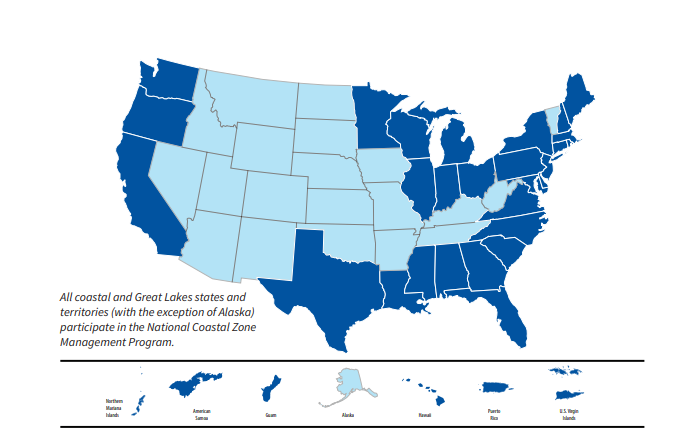 All coastal and Great Lakes states and
territories (with the exception of Alaska)
participate in the National Coastal Zone
Management Program.
Northern
Mariana
Islands
American
Samoa
Guam
Alaska
Hawaii
Puerto
Rico
U.S. Virgin
Islands